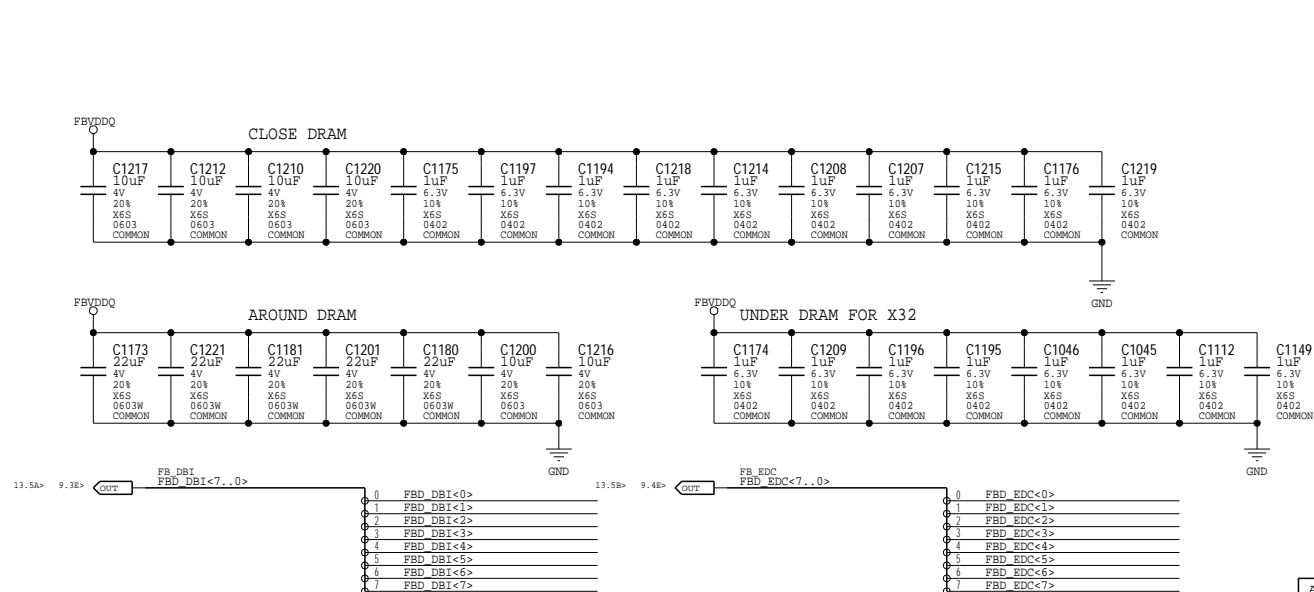 FBVDDQ
CLOSE DRAM
C1217 C1212 C1210 C1220 C1175 C1197 C1194 C1218 C1214 C1208 C1207 C1215 C1176 C1219
10uF 10uF 10uF 10uF 1uF 1uF 1uF 1uF 1uF 1uF 1uF 1uF 1uF 1uF
4V 4V 4V 4V 6.3V 6.3V 6.3V 6.3V 6.3V 6.3V 6.3V 6.3V 6.3V 6.3V
20% 20% 20% 20% 10% 10% 10% 10% 10% 10% 10% 10% 10% 10%
X6S X6S X6S X6S X6S X6S X6S X6S X6S X6S X6S X6S X6S X6S
0603 0603 0603 0603 0402 0402 0402 0402 0402 0402 0402 0402 0402 0402
COMMON COMMON COMMON COMMON COMMON COMMON COMMON COMMON COMMON COMMON COMMON COMMON COMMON COMMON
GND
FBVDDQ
AROUND DRAM
C1173 C1221 C1181 C1201 C1180 C1200 C1216
22uF 22uF 22uF 22uF 22uF 10uF 10uF
4V 4V 4V 4V 4V 4V 4V
20% 20% 20% 20% 20% 20% 20%
X6S X6S X6S X6S X6S X6S X6S
0603W 0603W 0603W 0603W 0603W 0603 0603
COMMON COMMON COMMON COMMON COMMON COMMON COMMON
GND
FBVDDQ
UNDER DRAM FOR X32
C1174 C1209 C1196 C1195 C1046 C1045 C1112 C1149
1uF 1uF 1uF 1uF 1uF 1uF 1uF 1uF
6.3V 6.3V 6.3V 6.3V 6.3V 6.3V 6.3V 6.3V
10% 10% 10% 10% 10% 10% 10% 10%
X6S X6S X6S X6S X6S X6S X6S X6S
0402 0402 0402 0402 0402 0402 0402 0402
COMMON COMMON COMMON COMMON COMMON COMMON COMMON COMMON
GND
FB_DBI
13.5A> 9.3E> OUT FBD_DBI<7..0>
0 FBD_DBI<0>
1 FBD_DBI<1>
2 FBD_DBI<2>
3 FBD_DBI<3>
4 FBD_DBI<4>
5 FBD_DBI<5>
6 FBD_DBI<6>
7 FBD_DBI<7>
FB_EDC
13.5B> 9.4E> OUT FBD_EDC<7..0>
0 FBD_EDC<0>
1 FBD_EDC<1>
2 FBD_EDC<2>
3 FBD_EDC<3>
4 FBD_EDC<4>
5 FBD_EDC<5>
6 FBD_EDC<6>
7 FBD_EDC<7>